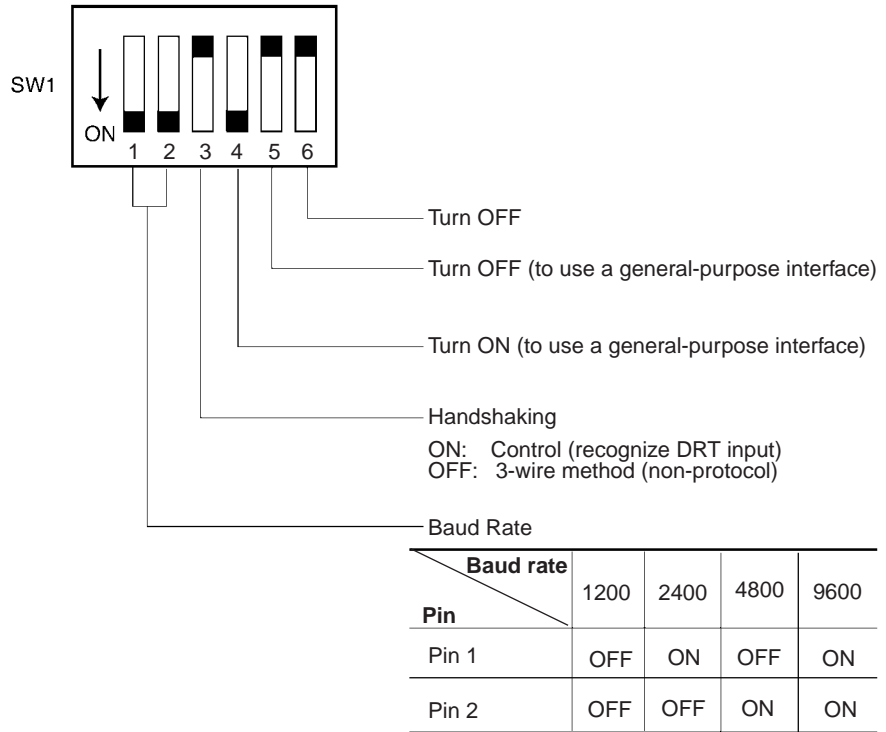 SW1
ON
1 2 3 4 5 6
Turn OFF
Turn OFF (to use a general-purpose interface)
Turn ON (to use a general-purpose interface)
Handshaking
ON: Control (recognize DRT input)
OFF: 3-wire method (non-protocol)
Baud Rate
Baud rate
Pin
1200 2400 4800 9600
Pin 1 OFF ON OFF ON
Pin 2 OFF OFF ON ON